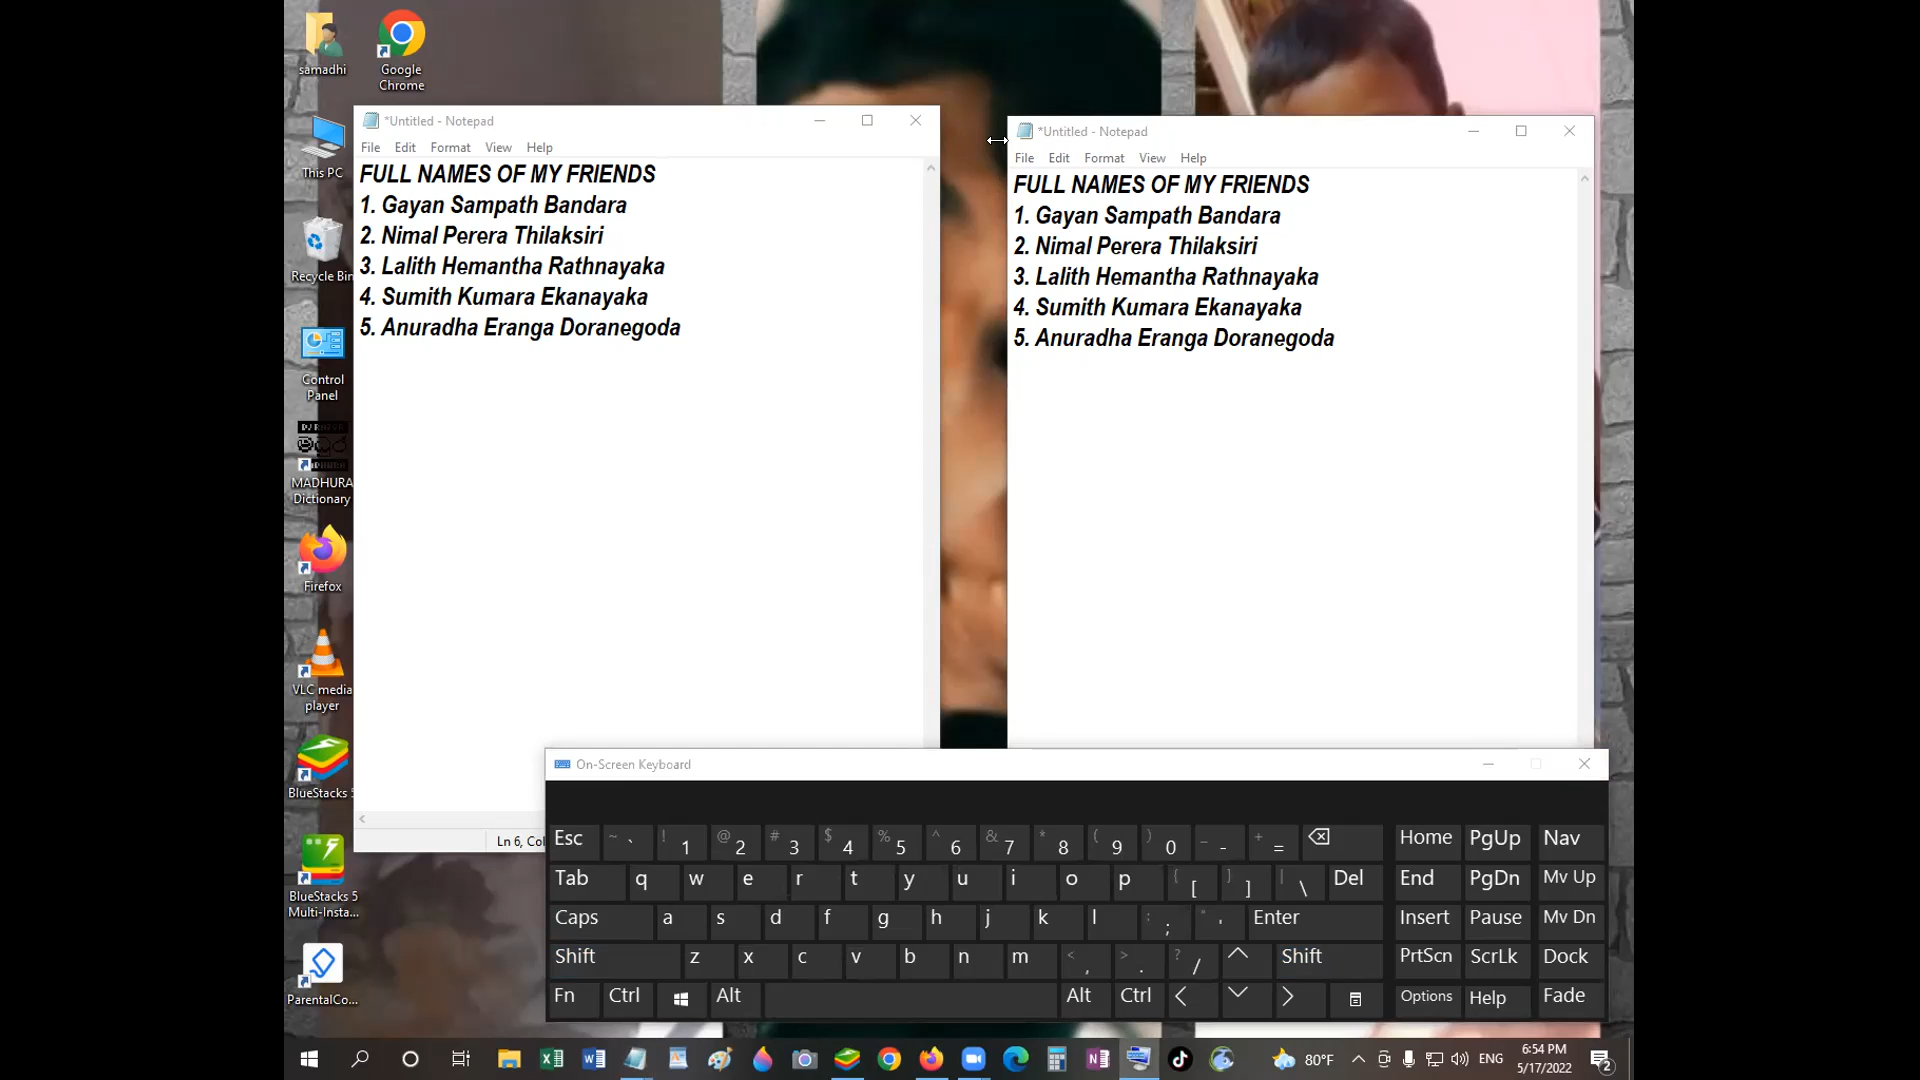 samadhi
Google
Chrome
This PC
Recycle Bin
Control
Panel
MADHURA
Dictionary
Firefox
VLC media
player
BlueStacks 5
BlueStacks 5
Multi-Insta...
ParentalCo...
*Untitled - Notepad
File Edit Format View Help
FULL NAMES OF MY FRIENDS
1. Gayan Sampath Bandara
2. Nimal Perera Thilaksiri
3. Lalith Hemantha Rathnayaka
4. Sumith Kumara Ekanayaka
5. Anuradha Eranga Doranegoda
Ln 6, Col
*Untitled - Notepad
File Edit Format View Help
FULL NAMES OF MY FRIENDS
1. Gayan Sampath Bandara
2. Nimal Perera Thilaksiri
3. Lalith Hemantha Rathnayaka
4. Sumith Kumara Ekanayaka
5. Anuradha Eranga Doranegoda
On-Screen Keyboard
Esc ~ ` ! 1 @ 2 # 3 $ 4 % 5 ^ 6 & 7 * 8 ( 9 ) 0 _ - + = Home PgUp Nav
Tab q w e r t y u i o p { [ } ] | \ Del End PgDn Mv Up
Caps a s d f g h j k l : ; " ' Enter Insert Pause Mv Dn
Shift z x c v b n m < , > . ? / Shift PrtScn ScrLk Dock
Fn Ctrl Alt Alt Ctrl Options Help Fade
80°F ENG 6:54 PM
5/17/2022 2